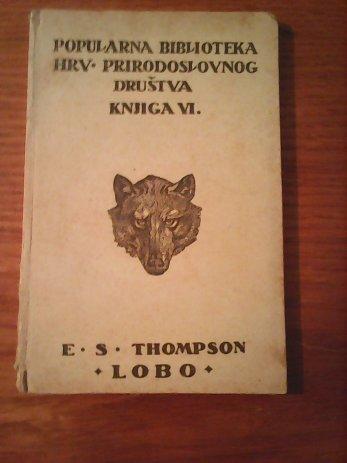 POPULARNA BIBLIOTEKA
HRV· PRIRODOSLOVNOG
DRUŠTVA
KNJIGA VI.
E · S · THOMPSON
· LOBO ·